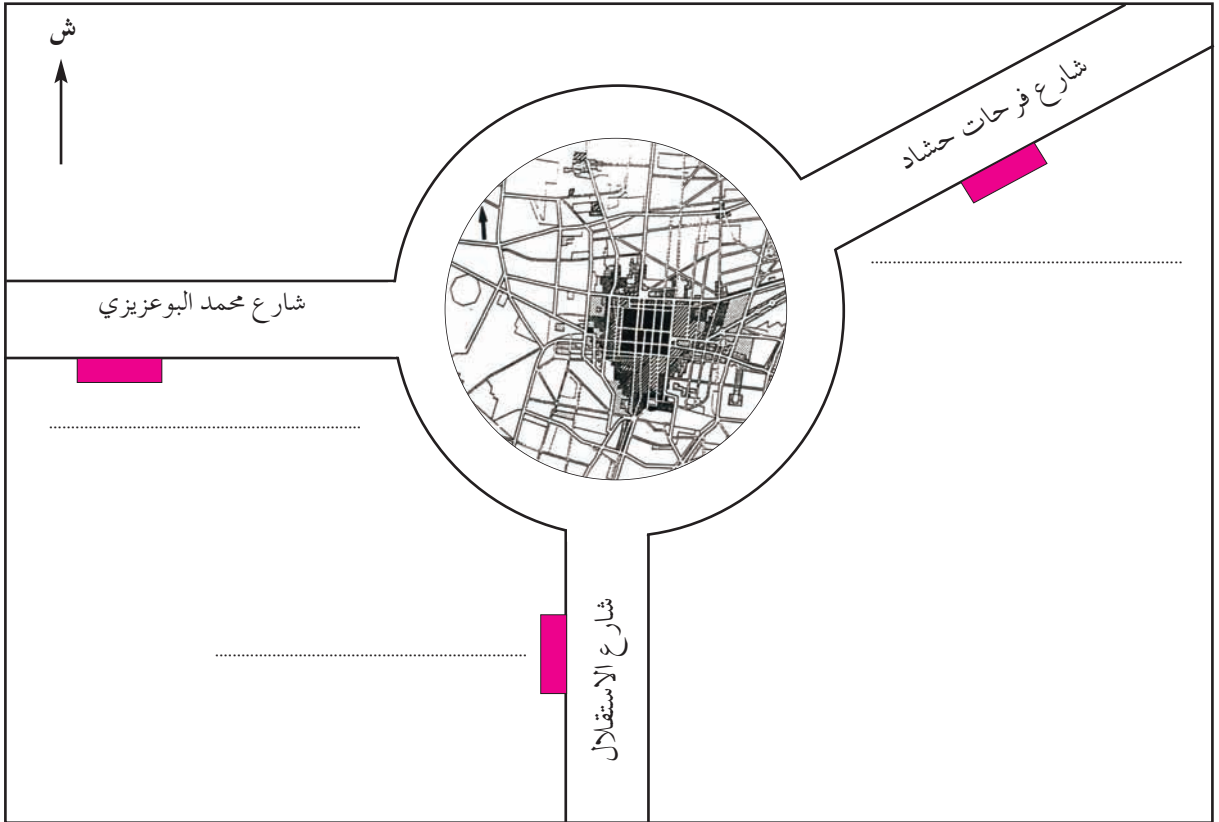 ش
شارع فرحات حشاد
شارع محمد البوعزيزي
شارع الاستقلال